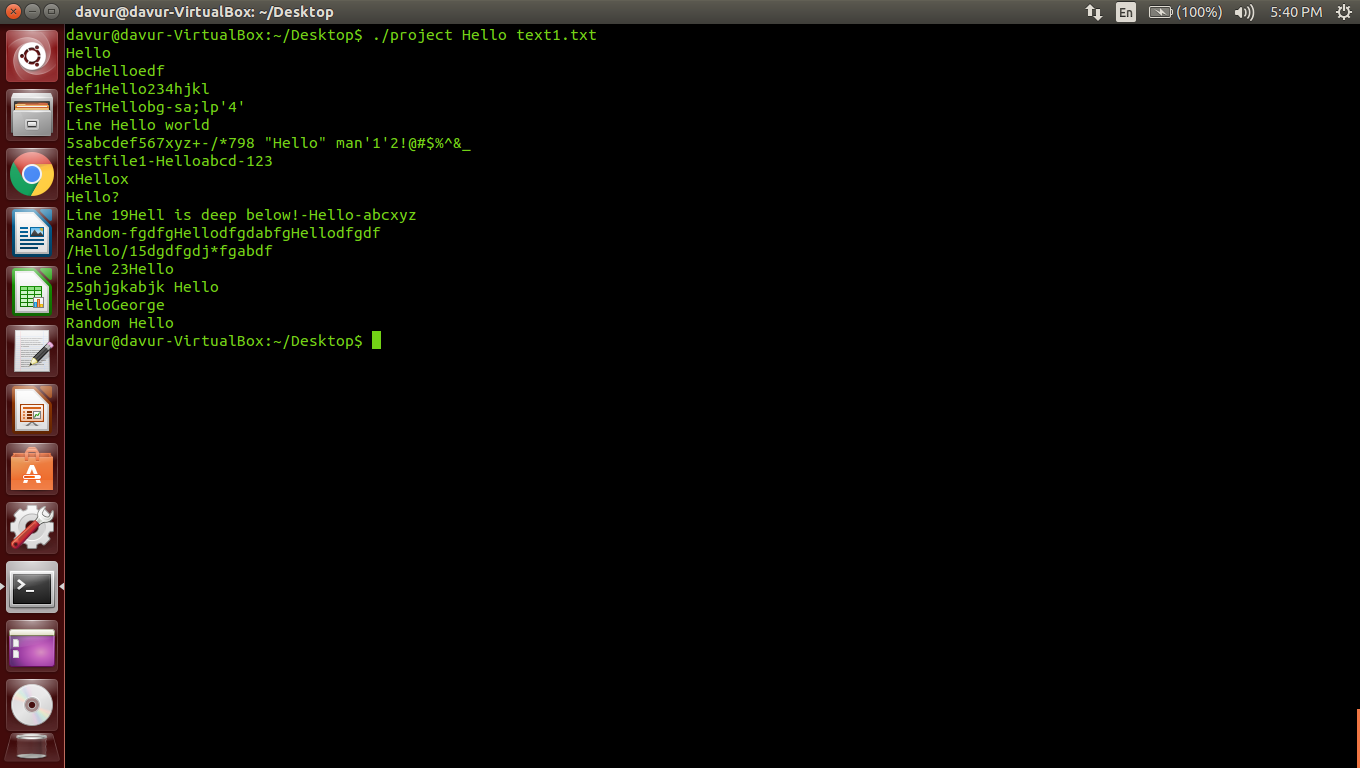 davur@davur-VirtualBox: ~/Desktop
En
(100%)
5:40 PM
davur@davur-VirtualBox:~/Desktop$ ./project Hello text1.txt
Hello
abcHelloedf
def1Hello234hjkl
TesTHellobg-sa;lp'4'
Line Hello world
5sabcdef567xyz+-/*798 "Hello" man'1'2!@#$%^&_
testfile1-Helloabcd-123
xHellox
Hello?
Line 19Hell is deep below!-Hello-abcxyz
Random-fgdfgHellodfgdabfgHellodfgdf
/Hello/15dgdfgdj*fgabdf
Line 23Hello
25ghjgkabjk Hello
HelloGeorge
Random Hello
davur@davur-VirtualBox:~/Desktop$